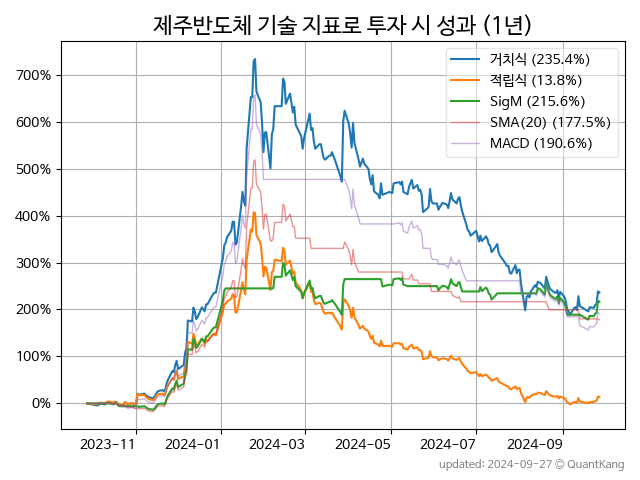 제주반도체 기술 지표로 투자 시 성과 (1년)
거치식 (235.4%)
적립식 (13.8%)
SigM (215.6%)
SMA(20) (177.5%)
MACD (190.6%)
700%
600%
500%
400%
300%
200%
100%
0%
2023-11 2024-01 2024-03 2024-05 2024-07 2024-09
updated: 2024-09-27 @ QuantKang